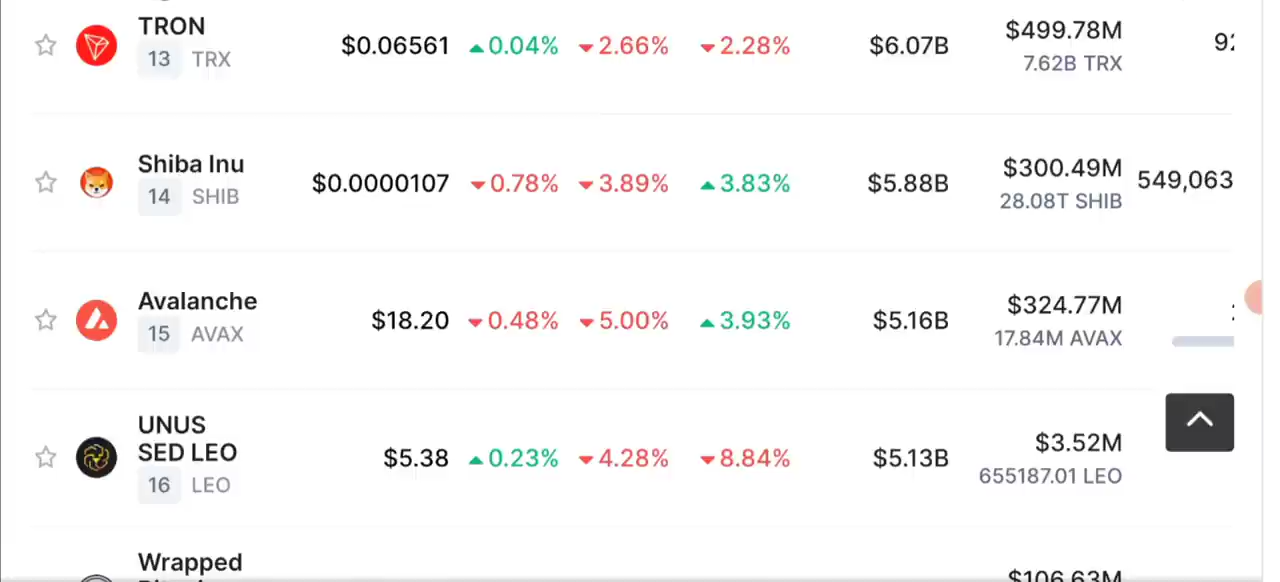 TRON
13 TRX
$0.06561 0.04% 2.66% 2.28% $6.07B $499.78M
7.62B TRX
Shiba Inu
14 SHIB
$0.0000107 0.78% 3.89% 3.83% $5.88B $300.49M 549,063
28.08T SHIB
Avalanche
15 AVAX
$18.20 0.48% 5.00% 3.93% $5.16B $324.77M
17.84M AVAX
UNUS
SED LEO
16 LEO
$5.38 0.23% 4.28% 8.84% $5.13B $3.52M
655187.01 LEO
Wrapped
$106.63M